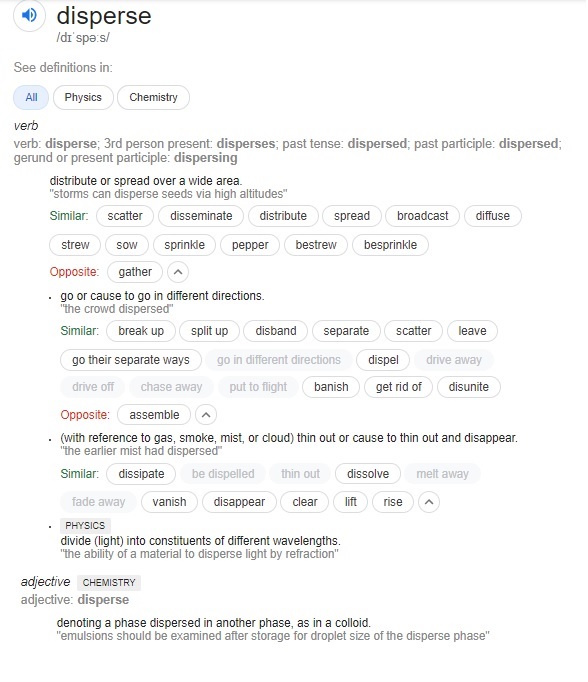 disperse
/dɪˈspəːs/
See definitions in:
All Physics Chemistry
verb
verb: disperse; 3rd person present: disperses; past tense: dispersed; past participle: dispersed;
gerund or present participle: dispersing
distribute or spread over a wide area.
"storms can disperse seeds via high altitudes"
Similar: scatter disseminate distribute spread broadcast diffuse
strew sow sprinkle pepper bestrew besprinkle
Opposite: gather
• go or cause to go in different directions.
"the crowd dispersed"
Similar: break up split up disband separate scatter leave
go their separate ways go in different directions dispel drive away
drive off chase away put to flight banish get rid of disunite
Opposite: assemble
• (with reference to gas, smoke, mist, or cloud) thin out or cause to thin out and disappear.
"the earlier mist had dispersed"
Similar: dissipate be dispelled thin out dissolve melt away
fade away vanish disappear clear lift rise
• PHYSICS
divide (light) into constituents of different wavelengths.
"the ability of a material to disperse light by refraction"
adjective CHEMISTRY
adjective: disperse
denoting a phase dispersed in another phase, as in a colloid.
"emulsions should be examined after storage for droplet size of the disperse phase"